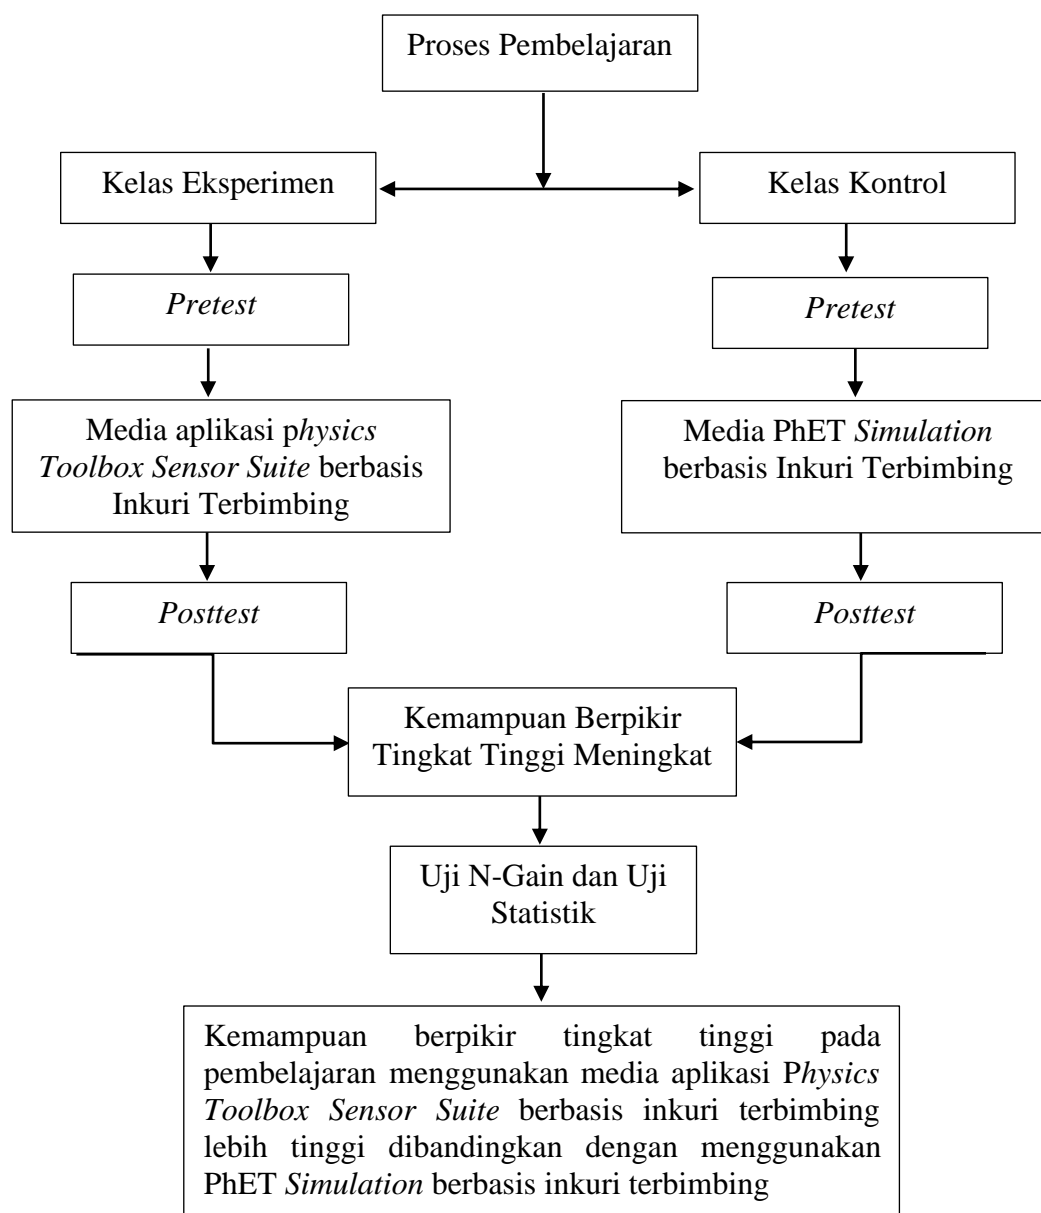 Proses Pembelajaran
Kelas Eksperimen
Kelas Kontrol
Pretest
Pretest
Media aplikasi physics
Toolbox Sensor Suite berbasis
Inkuri Terbimbing
Media PhET Simulation
berbasis Inkuri Terbimbing
Posttest
Posttest
Kemampuan Berpikir
Tingkat Tinggi Meningkat
Uji N-Gain dan Uji
Statistik
Kemampuan berpikir tingkat tinggi pada
pembelajaran menggunakan media aplikasi Physics
Toolbox Sensor Suite berbasis inkuri terbimbing
lebih tinggi dibandingkan dengan menggunakan
PhET Simulation berbasis inkuri terbimbing